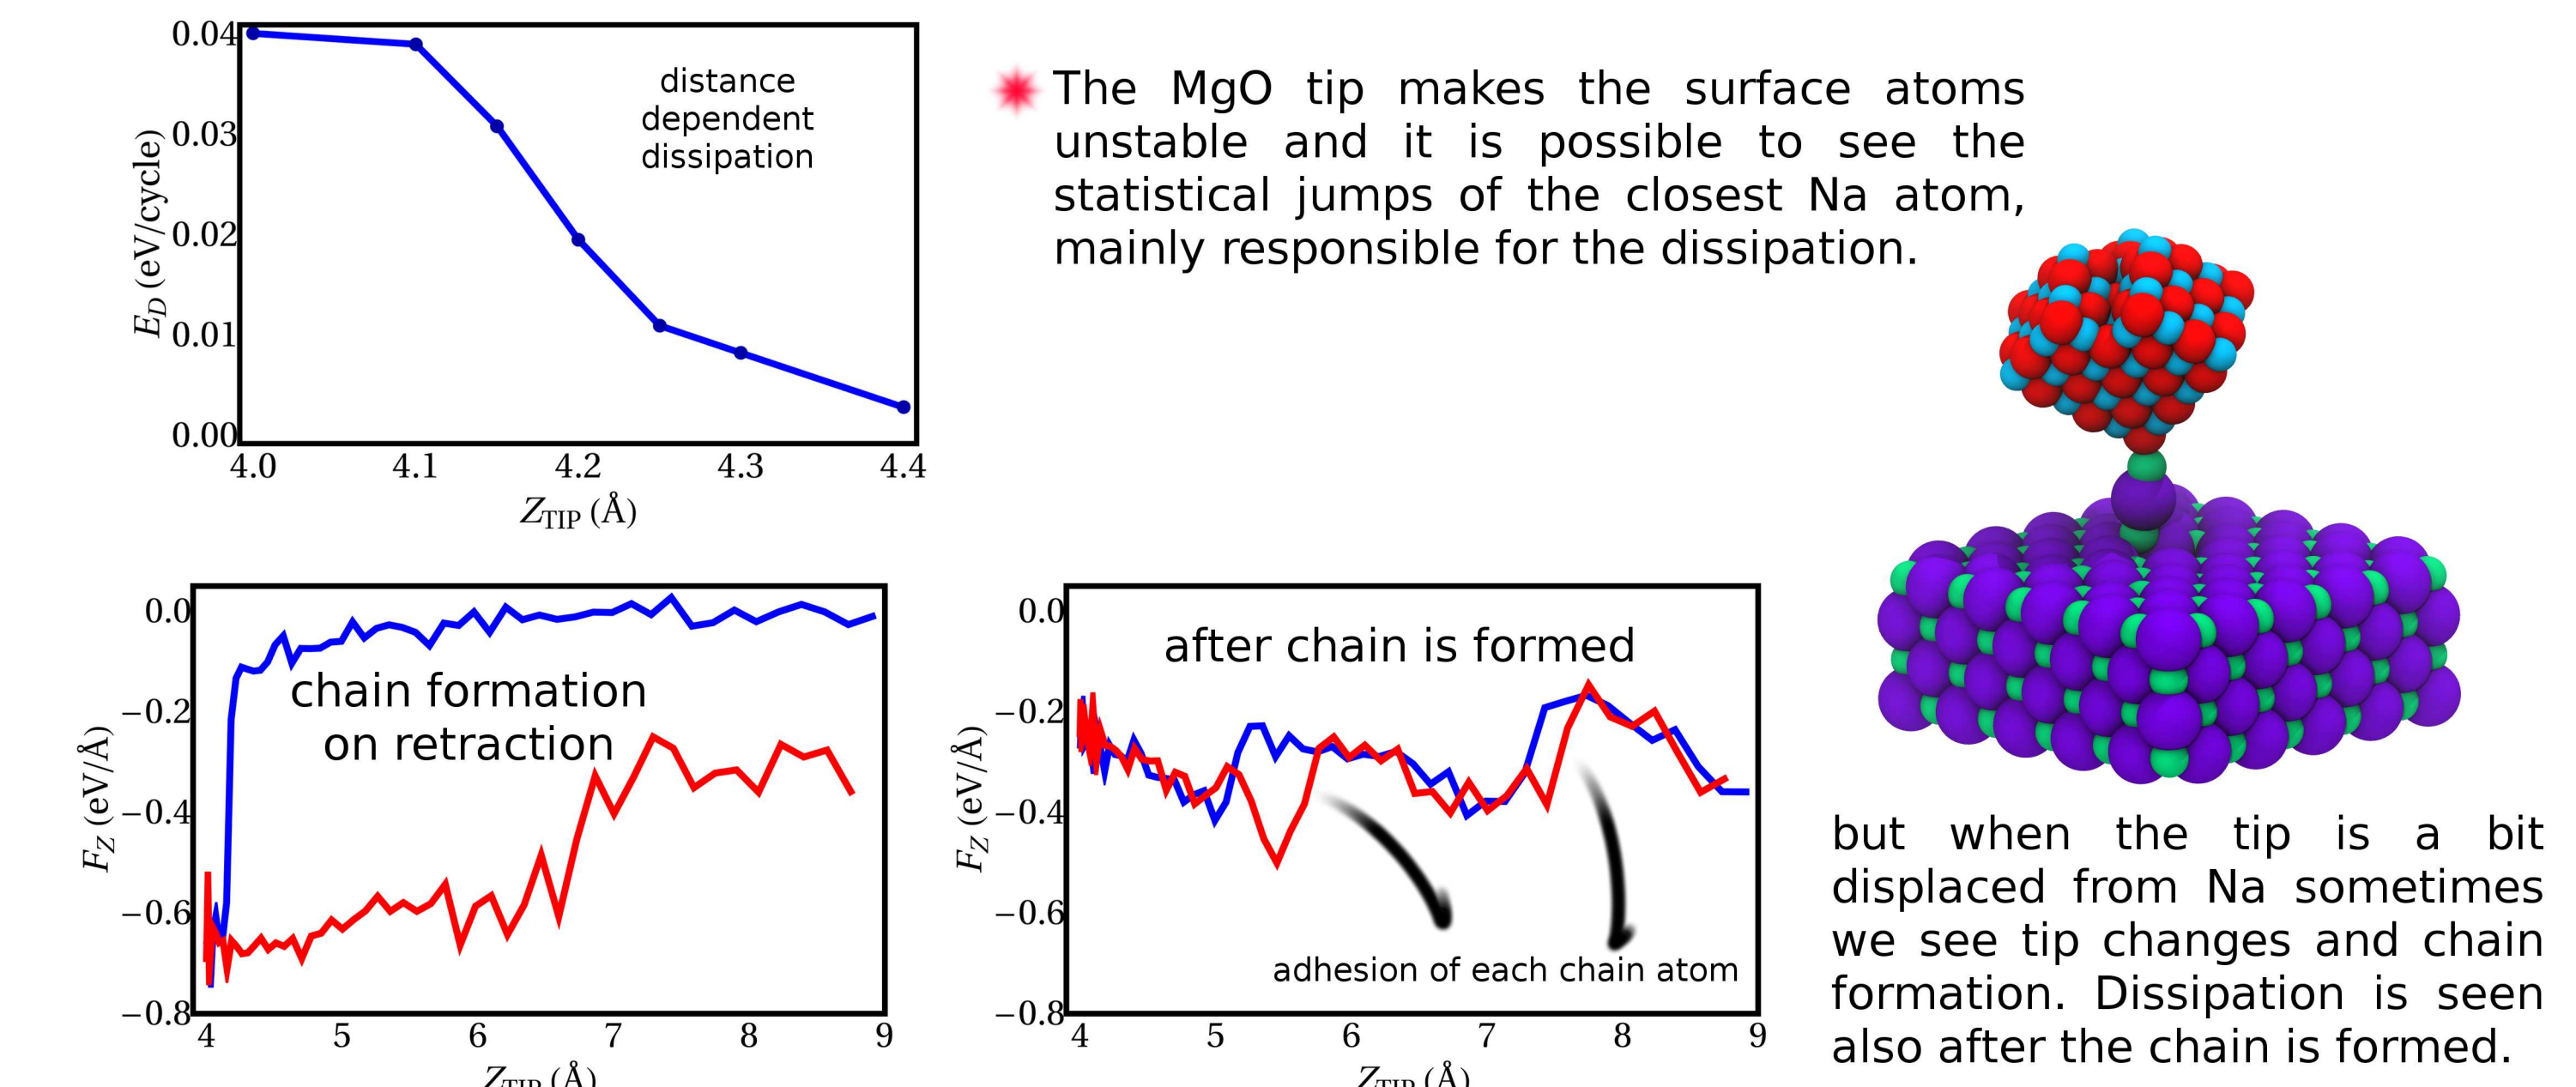 0.04
0.03
0.02
0.01
0.00
E_D (eV/cycle)
distance
dependent
dissipation
4.0 4.1 4.2 4.3 4.4
Z_TIP (Å)
The MgO tip makes the surface atoms
unstable and it is possible to see the
statistical jumps of the closest Na atom,
mainly responsible for the dissipation.
0.0
−0.2
−0.4
−0.6
−0.8
F_Z (eV/Å)
chain formation
on retraction
4 5 6 7 8 9
Z_TIP (Å)
0.0
−0.2
−0.4
−0.6
−0.8
F_Z (eV/Å)
after chain is formed
adhesion of each chain atom
4 5 6 7 8 9
Z_TIP (Å)
but when the tip is a bit
displaced from Na sometimes
we see tip changes and chain
formation. Dissipation is seen
also after the chain is formed.